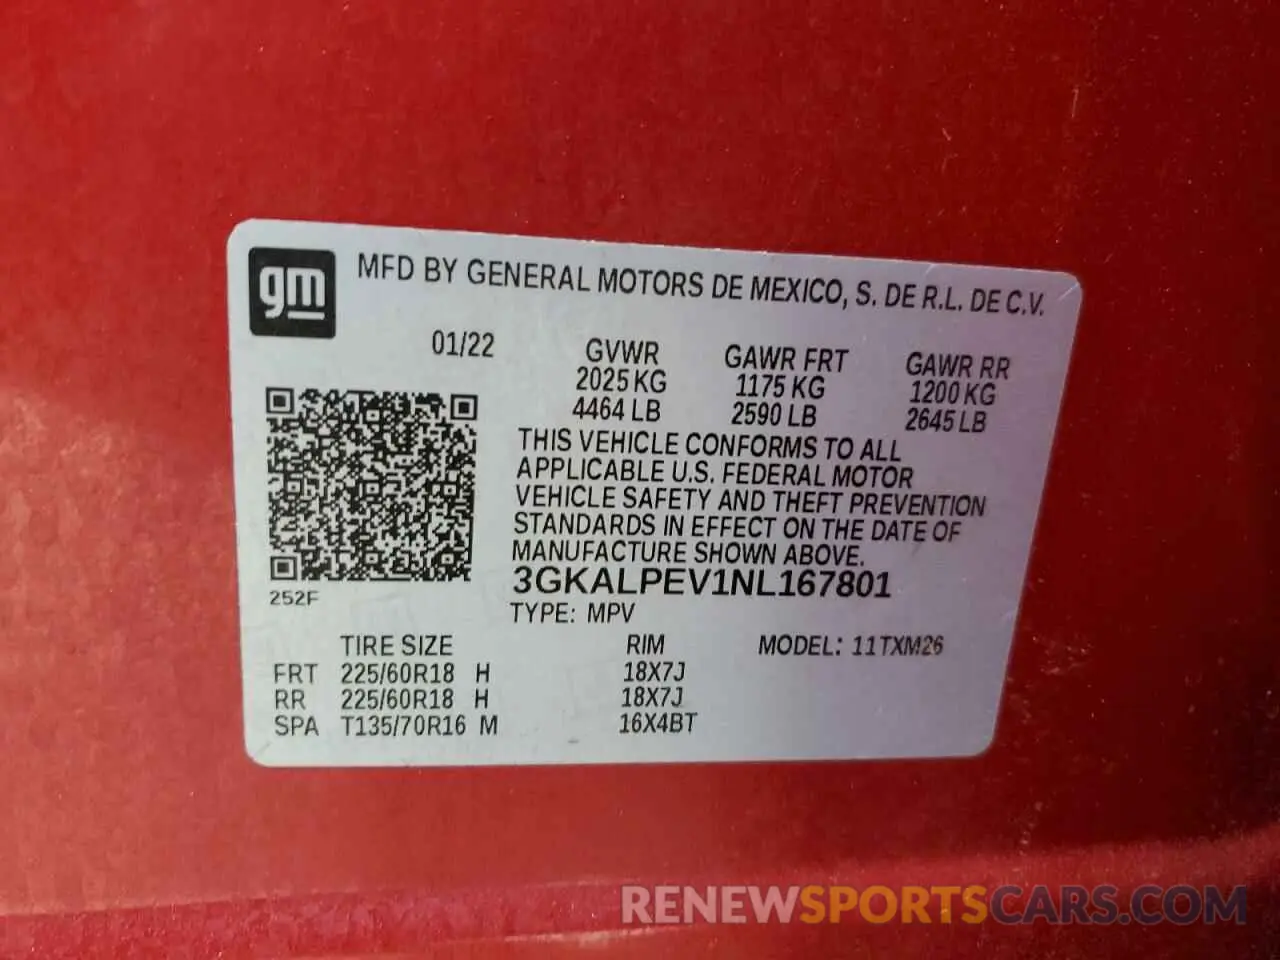 gm
MFD BY GENERAL MOTORS DE MEXICO, S. DE R.L. DE C.V.
01/22
GVWR GAWR FRT GAWR RR
2025 KG 1175 KG 1200 KG
4464 LB 2590 LB 2645 LB
THIS VEHICLE CONFORMS TO ALL
APPLICABLE U.S. FEDERAL MOTOR
VEHICLE SAFETY AND THEFT PREVENTION
STANDARDS IN EFFECT ON THE DATE OF
MANUFACTURE SHOWN ABOVE.
3GKALPEV1NL167801
252F
TYPE: MPV
TIRE SIZE RIM MODEL: 11TXM26
FRT 225/60R18 H 18X7J
RR 225/60R18 H 18X7J
SPA T135/70R16 M 16X4BT
RENEWSPORTSCARS.COM